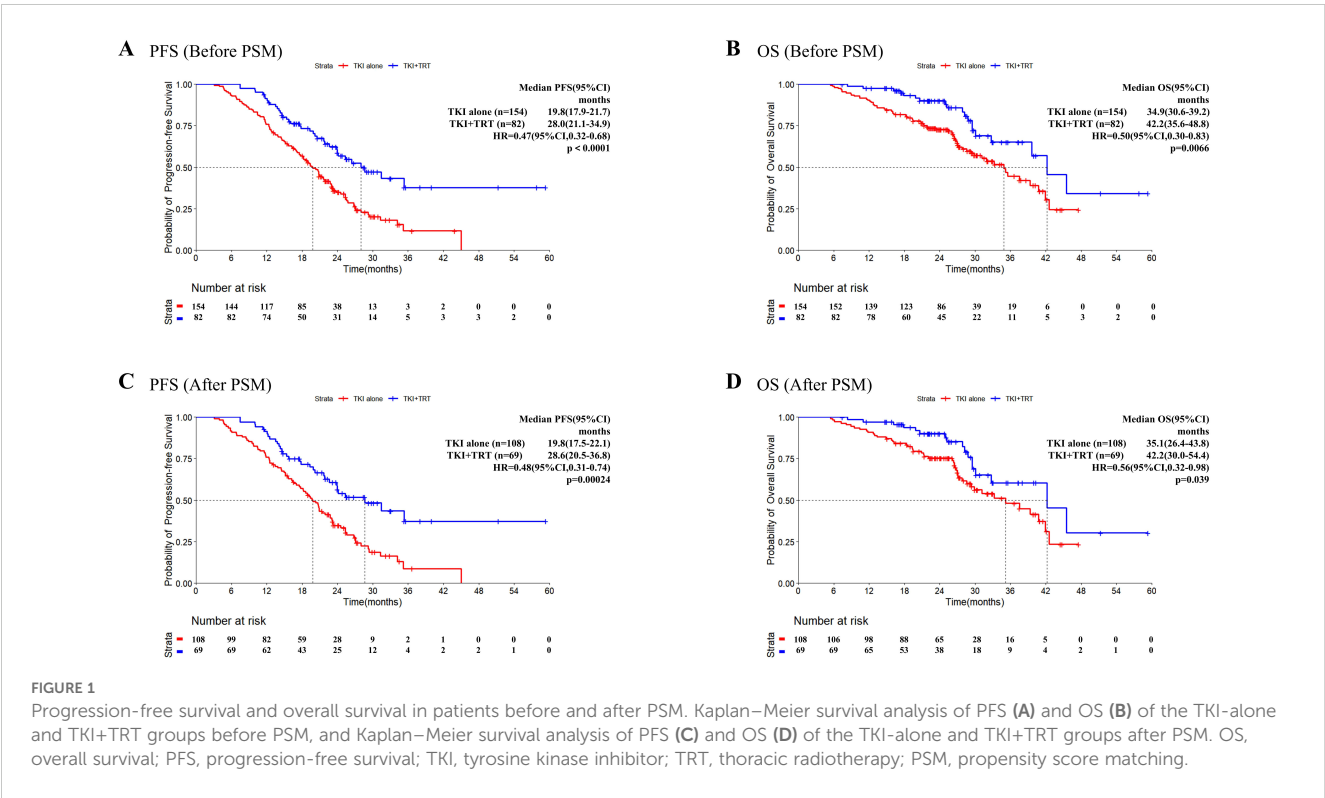 A PFS (Before PSM)
Strata TKI alone TKI+TRT
Median PFS(95%CI)
months
TKI alone (n=154) 19.8(17.9-21.7)
TKI+TRT (n=82) 28.0(21.1-34.9)
HR=0.47(95%CI,0.32-0.68)
p < 0.0001
Probability of Progression-free Survival
1.00
0.75
0.50
0.25
0.00
0 6 12 18 24 30 36 42 48 54 60
Time(months)
Number at risk
Strata
154 144 117 85 38 13 3 2 0 0 0
82 82 74 50 31 14 5 3 3 2 0
B OS (Before PSM)
Strata TKI alone TKI+TRT
Median OS(95%CI)
months
TKI alone (n=154) 34.9(30.6-39.2)
TKI+TRT (n=82) 42.2(35.6-48.8)
HR=0.50(95%CI,0.30-0.83)
p=0.0066
Probability of Overall Survival
1.00
0.75
0.50
0.25
0.00
0 6 12 18 24 30 36 42 48 54 60
Time(months)
Number at risk
Strata
154 152 139 123 86 39 19 6 0 0 0
82 82 78 60 45 22 11 5 3 2 0
C PFS (After PSM)
Strata TKI alone TKI+TRT
Median PFS(95%CI)
months
TKI alone (n=108) 19.8(17.5-22.1)
TKI+TRT (n=69) 28.6(20.5-36.8)
HR=0.48(95%CI,0.31-0.74)
p=0.00024
Probability of Progression-free Survival
1.00
0.75
0.50
0.25
0.00
0 6 12 18 24 30 36 42 48 54 60
Time(months)
Number at risk
Strata
108 99 82 59 28 9 2 1 0 0 0
69 69 62 43 25 12 4 2 2 1 0
D OS (After PSM)
Strata TKI alone TKI+TRT
Median OS(95%CI)
months
TKI alone (n=108) 35.1(26.4-43.8)
TKI+TRT (n=69) 42.2(30.0-54.4)
HR=0.56(95%CI,0.32-0.98)
p=0.039
Probability of Overall Survival
1.00
0.75
0.50
0.25
0.00
0 6 12 18 24 30 36 42 48 54 60
Time(months)
Number at risk
Strata
108 106 98 88 65 28 16 5 0 0 0
69 69 65 53 38 18 9 4 2 1 0
FIGURE 1
Progression-free survival and overall survival in patients before and after PSM. Kaplan–Meier survival analysis of PFS (A) and OS (B) of the TKI-alone
and TKI+TRT groups before PSM, and Kaplan–Meier survival analysis of PFS (C) and OS (D) of the TKI-alone and TKI+TRT groups after PSM. OS,
overall survival; PFS, progression-free survival; TKI, tyrosine kinase inhibitor; TRT, thoracic radiotherapy; PSM, propensity score matching.